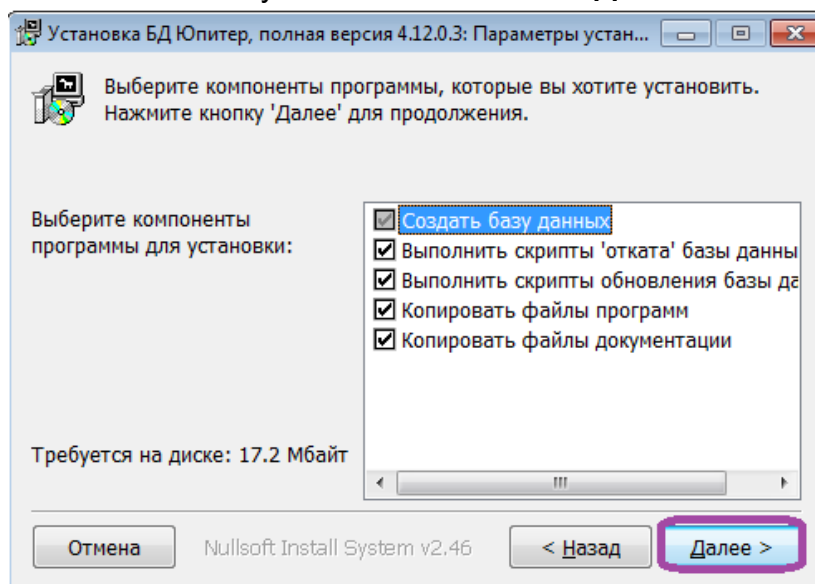 Установка БД Юпитер, полная версия 4.12.0.3: Параметры устан...
Выберите компоненты программы, которые вы хотите установить.
Нажмите кнопку 'Далее' для продолжения.
Выберите компоненты
программы для установки:
Создать базу данных
Выполнить скрипты 'отката' базы данны
Выполнить скрипты обновления базы да
Копировать файлы программ
Копировать файлы документации
Требуется на диске: 17.2 Мбайт
Отмена
Nullsoft Install System v2.46
< Назад
Далее >